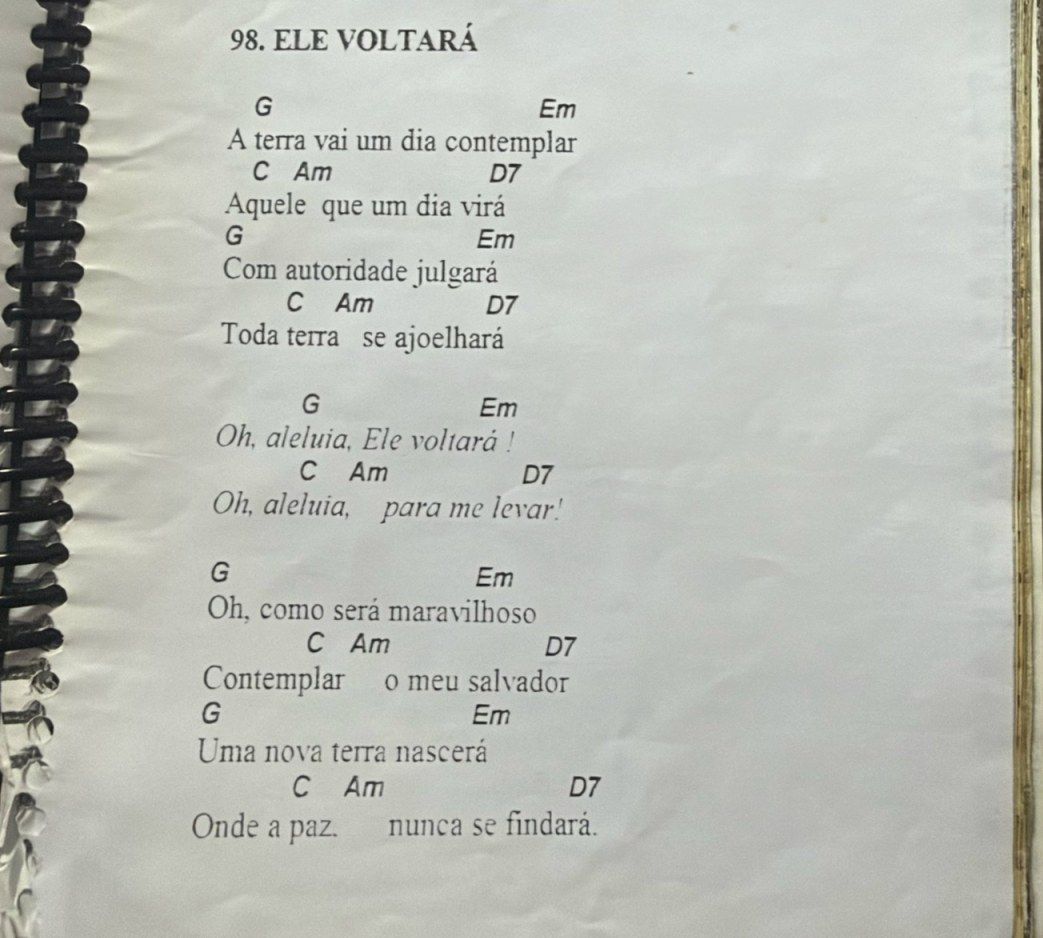 98. ELE VOLTARÁ
G Em
A terra vai um dia contemplar
C Am D7
Aquele que um dia virá
G Em
Com autoridade julgará
C Am D7
Toda terra se ajoelhará
G Em
Oh, aleluia, Ele voltará !
C Am D7
Oh, aleluia, para me levar!
G Em
Oh, como será maravilhoso
C Am D7
Contemplar o meu salvador
G Em
Uma nova terra nascerá
C Am D7
Onde a paz. nunca se findará.